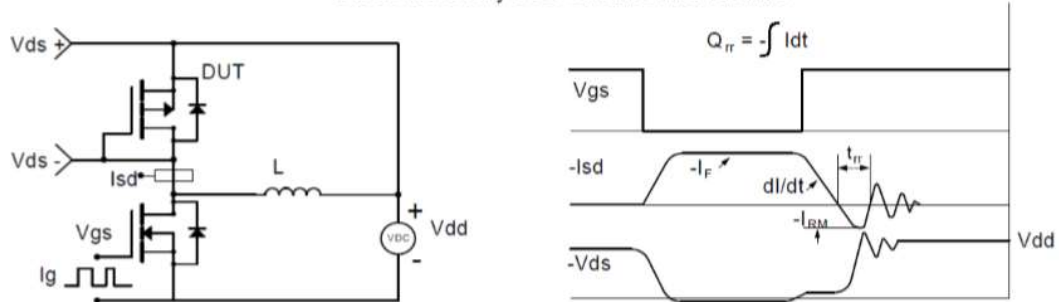 Vds +
DUT
Vds -
Isd
L
Vgs
Ig
+
VDC
-
Vdd
Qrr = -∫ Idt
Vgs
-Isd
-IF
dI/dt
trr
-IRM
Vdd
-Vds